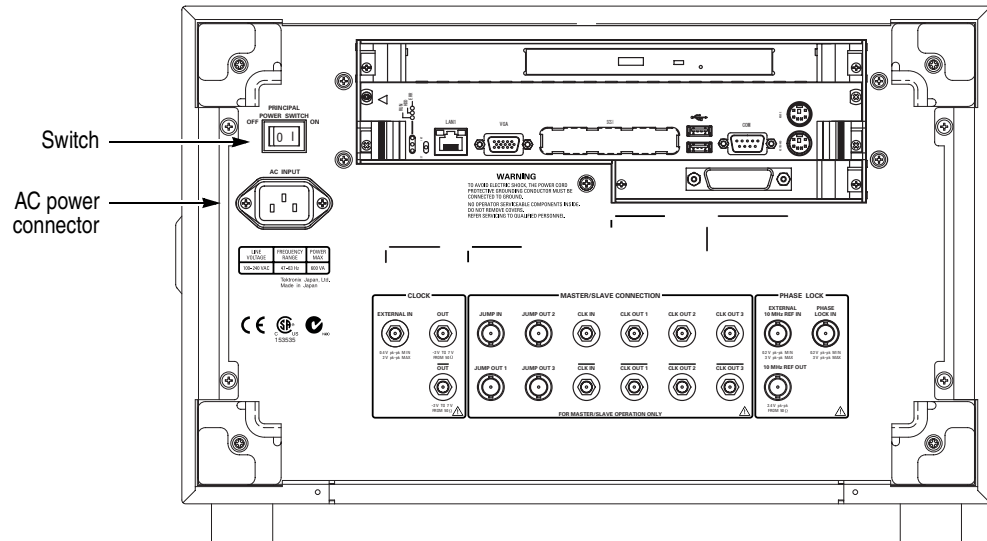 Switch
AC power
connector
PRINCIPAL
POWER SWITCH
OFF
ON
0 1
AC INPUT
LINE VOLTAGE
FREQUENCY RANGE
POWER MAX
100–240 VAC
47–63 Hz
600 VA
Tektronix Japan, Ltd.
Made in Japan
CE
C US
153535
LAN1
VGA
COM
WARNING
TO AVOID ELECTRIC SHOCK, THE POWER CORD
PROTECTIVE GROUNDING CONDUCTOR MUST BE
CONNECTED TO GROUND.
NO OPERATOR SERVICEABLE COMPONENTS INSIDE.
DO NOT REMOVE COVERS.
REFER SERVICING TO QUALIFIED PERSONNEL.
CLOCK
EXTERNAL IN
OUT
OUT
MASTER/SLAVE CONNECTION
JUMP IN
JUMP OUT 2
CLK IN
CLK OUT 1
CLK OUT 2
CLK OUT 3
JUMP OUT 1
JUMP OUT 3
CLK IN
CLK OUT 1
CLK OUT 2
CLK OUT 3
FOR MASTER/SLAVE OPERATION ONLY
PHASE LOCK
EXTERNAL
10 MHz REF IN
PHASE
LOCK IN
10 MHz REF OUT